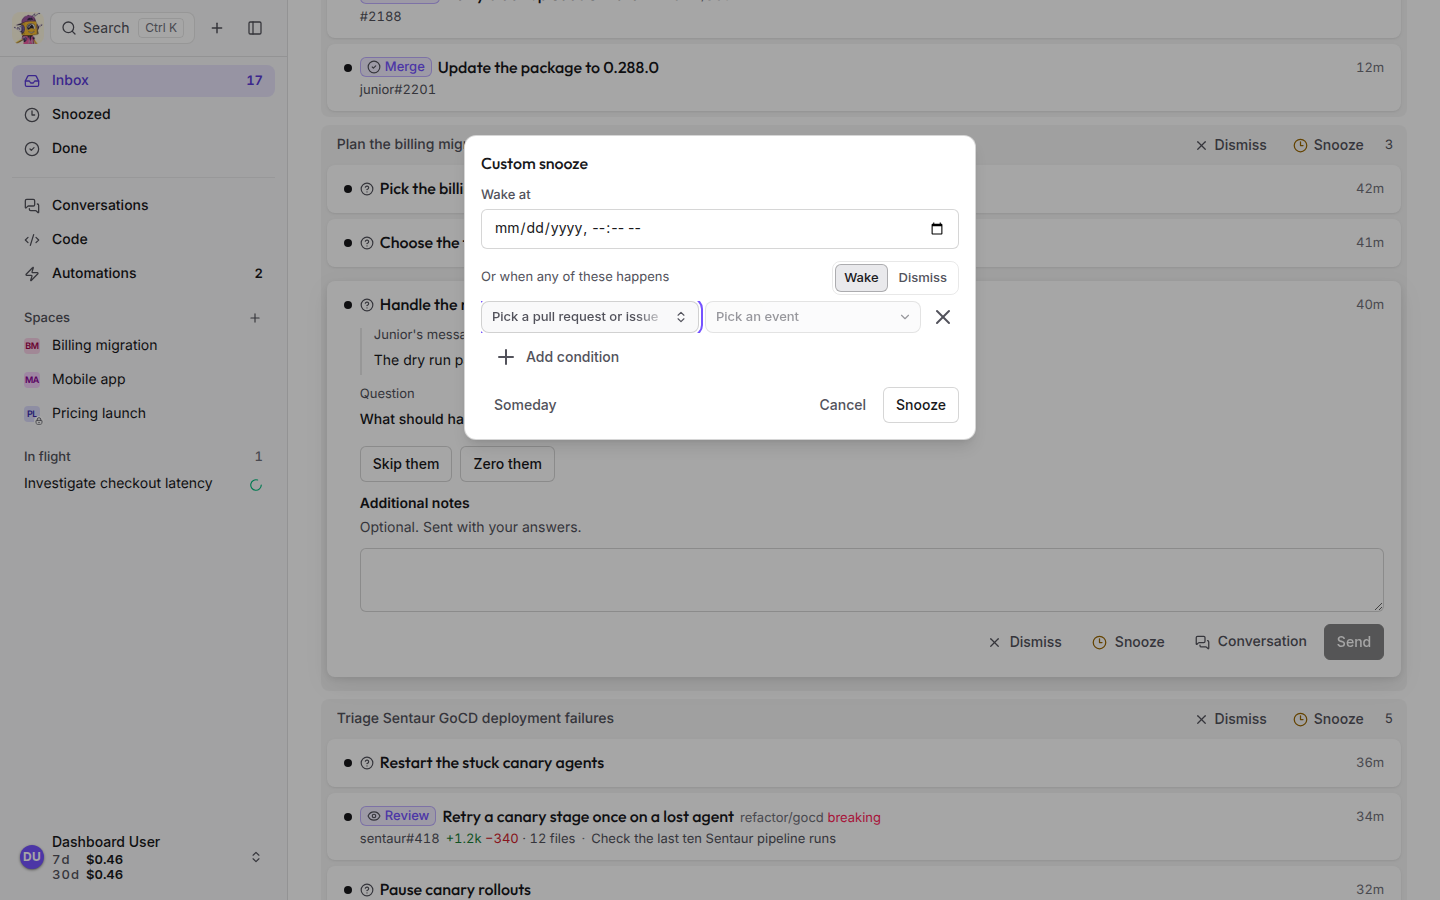 Search Ctrl K
Inbox 17
Snoozed
Done
Conversations
Code
Automations 2
Spaces
BM Billing migration
MA Mobile app
PL Pricing launch
In flight 1
Investigate checkout latency
DU Dashboard User
7d $0.46
30d $0.46
#2188
Merge Update the package to 0.288.0 12m
junior#2201
Plan the billing mig Dismiss Snooze 3
Pick the billi 42m
Choose the 41m
Handle the 40m
Junior's messa
The dry run p
Question
What should ha
Skip them Zero them
Additional notes
Optional. Sent with your answers.
Dismiss Snooze Conversation Send
Custom snooze
Wake at
mm/dd/yyyy, --:-- --
Or when any of these happens Wake Dismiss
Pick a pull request or issue Pick an event
Add condition
Someday Cancel Snooze
Triage Sentaur GoCD deployment failures Dismiss Snooze 5
Restart the stuck canary agents 36m
Review Retry a canary stage once on a lost agent refactor/gocd breaking 34m
sentaur#418 +1.2k −340 · 12 files · Check the last ten Sentaur pipeline runs
Pause canary rollouts 32m